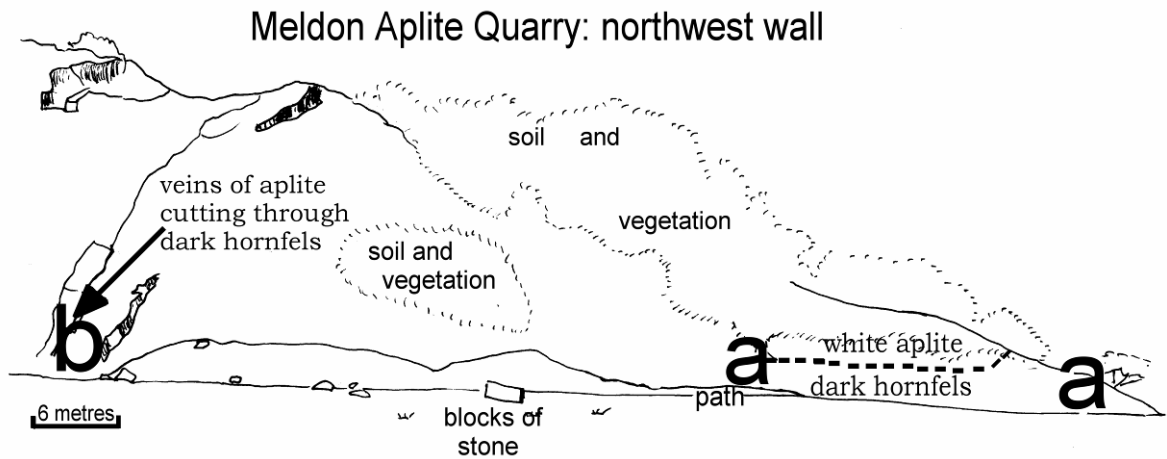 Meldon Aplite Quarry: northwest wall
soil and
veins of aplite
cutting through
dark hornfels
vegetation
soil and
vegetation
b
a
white aplite
dark hornfels
a
path
6 metres
blocks of
stone